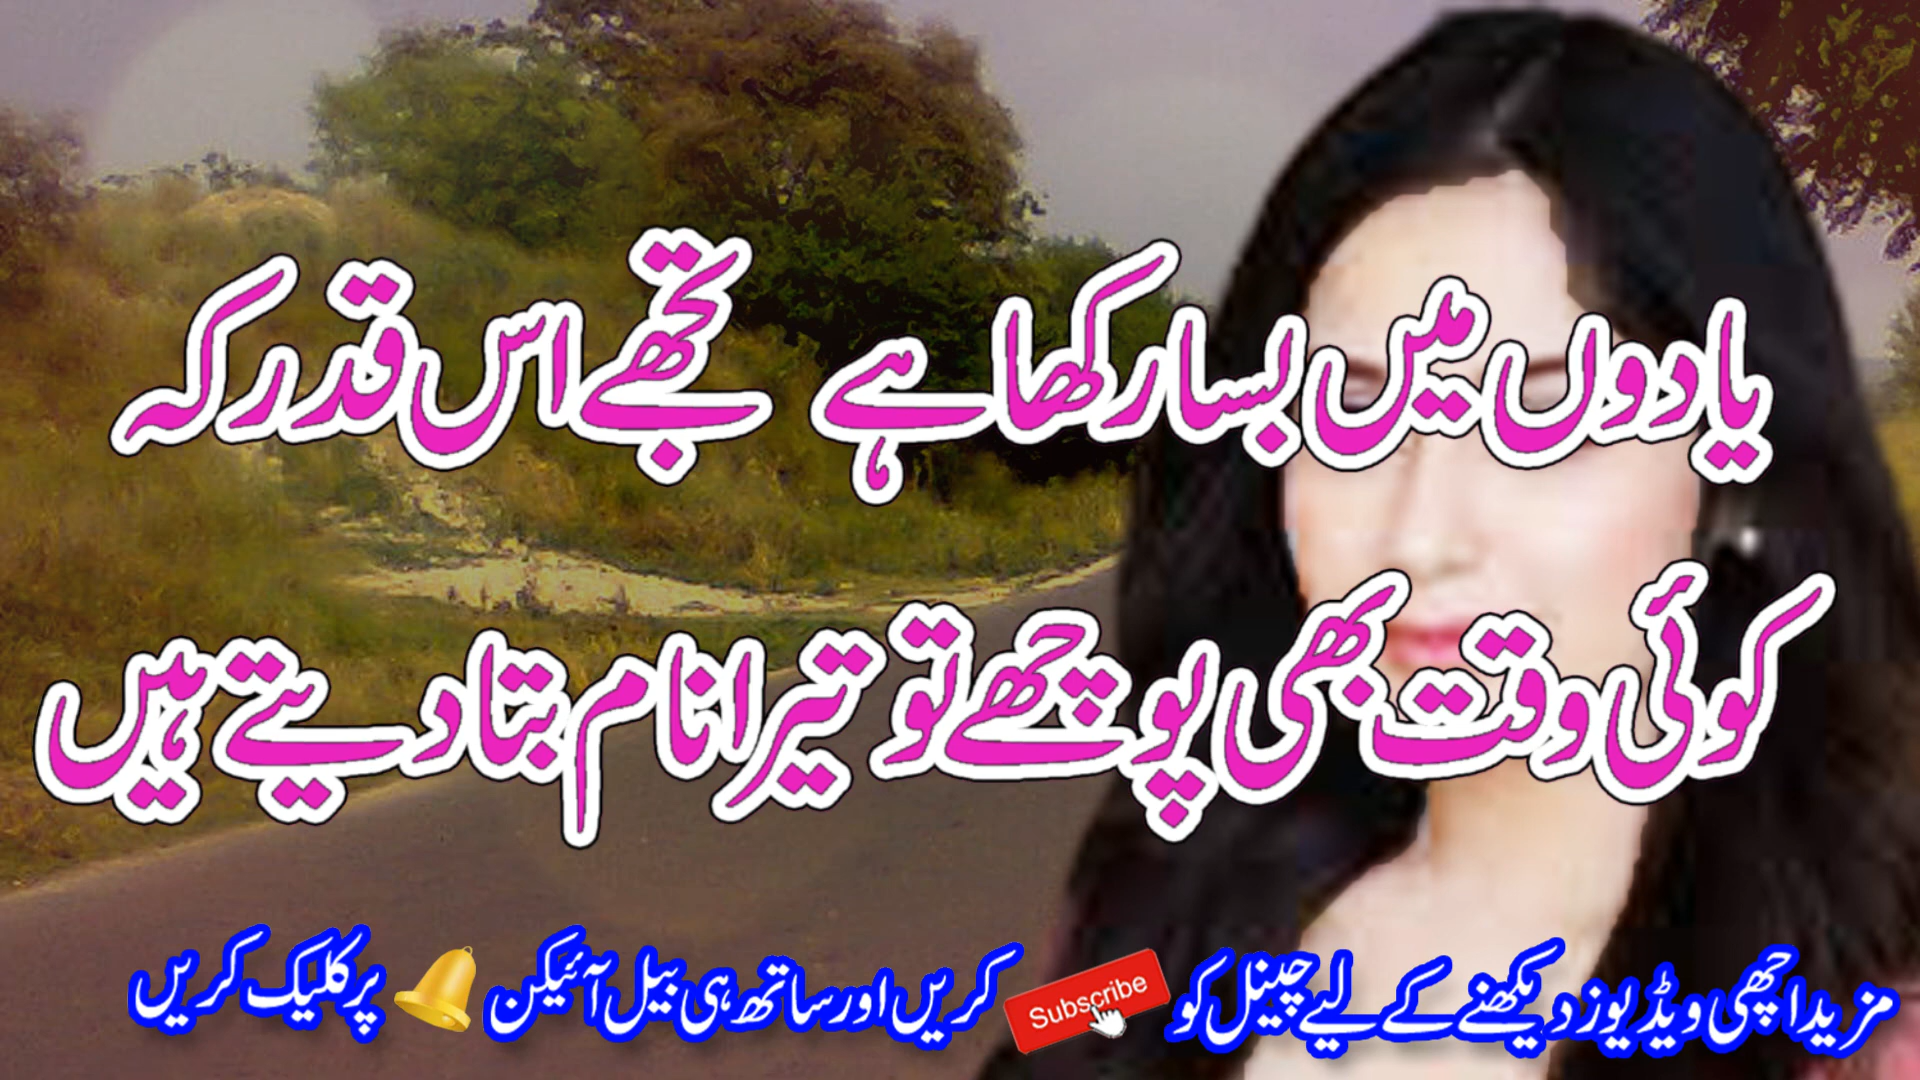 یادوں میں بسا رکھا ہے تجھے اس قدر کہ
کوئی وقت بھی پوچھے تو تیرا نام بتا دیتے ہیں
مزید اچھی ویڈیوز دیکھنے کے لیے چینل کو Subscribe کریں اور ساتھ ہی بیل آئیکن پر کلیک کریں